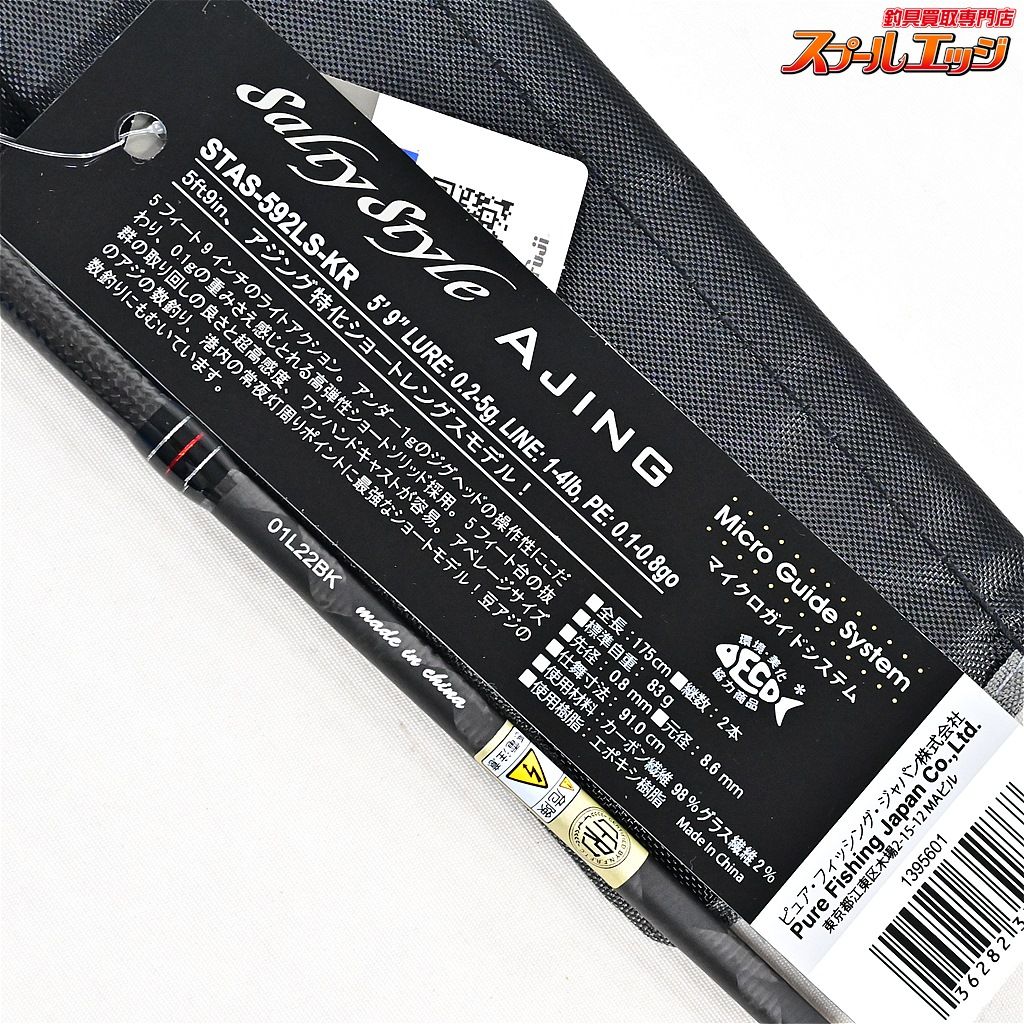 釣具買取専門店
スプールエッジ
Salty Style
AJING
STAS-592LS-KR 5'9" LURE: 0.2-5g, LINE: 1-4lb, PE: 0.1-0.8go
5ft9in、アジング特化ショートレングスモデル！
5フィート9インチのライトアクション。アンダー1gのジグヘッドの操作性にこだ
わり、01gの重みさえ感じとれる高弾性ショートソリッド採用。5フィート台の抜
群の取り回しの良さと超高感度、ワンハンドキャストが容易。アベレージサイズ
のアジの数釣り、港内の常夜灯周りポイントに最強なショートモデル！豆アジの
数釣りにもむいています。
Micro Guide System
マイクロガイドシステム
環境・美化
ECO
協力商品
■全長：175cm ■継数：2本
■標準自重：83g
■先径：0.8mm ■元径：8.6mm
■仕舞寸法：91.0cm
■使用材料：カーボン繊維 98% グラス繊維 2%
■使用樹脂：エポキシ樹脂
Made In China
ピュア・フィッシング・ジャパン株式会社
Pure Fishing Japan Co.,Ltd.
東京都江東区木場2-15-12 MAビル
1395601
36282
Fuji
01L22BK
made in china
危険